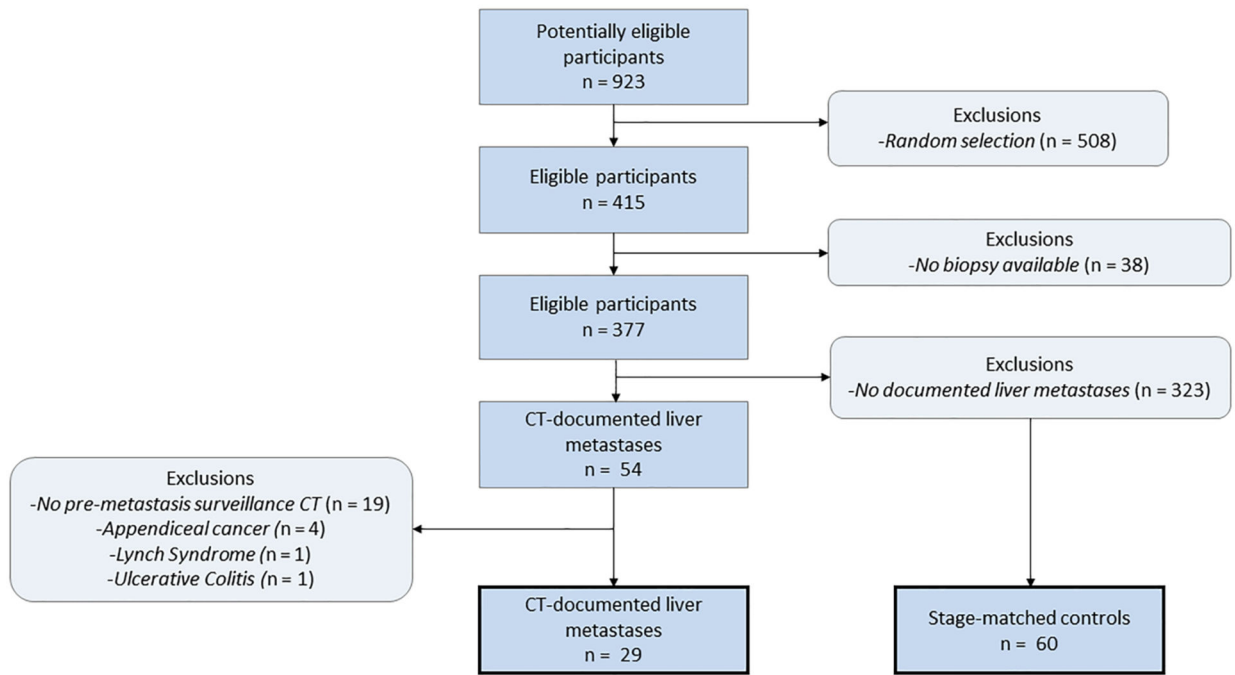 Potentially eligible
participants
n = 923
Exclusions
-Random selection (n = 508)
Eligible participants
n = 415
Exclusions
-No biopsy available (n = 38)
Eligible participants
n = 377
Exclusions
-No documented liver metastases (n = 323)
CT-documented liver
metastases
n = 54
Exclusions
-No pre-metastasis surveillance CT (n = 19)
-Appendiceal cancer (n = 4)
-Lynch Syndrome (n = 1)
-Ulcerative Colitis (n = 1)
CT-documented liver
metastases
n = 29
Stage-matched controls
n = 60